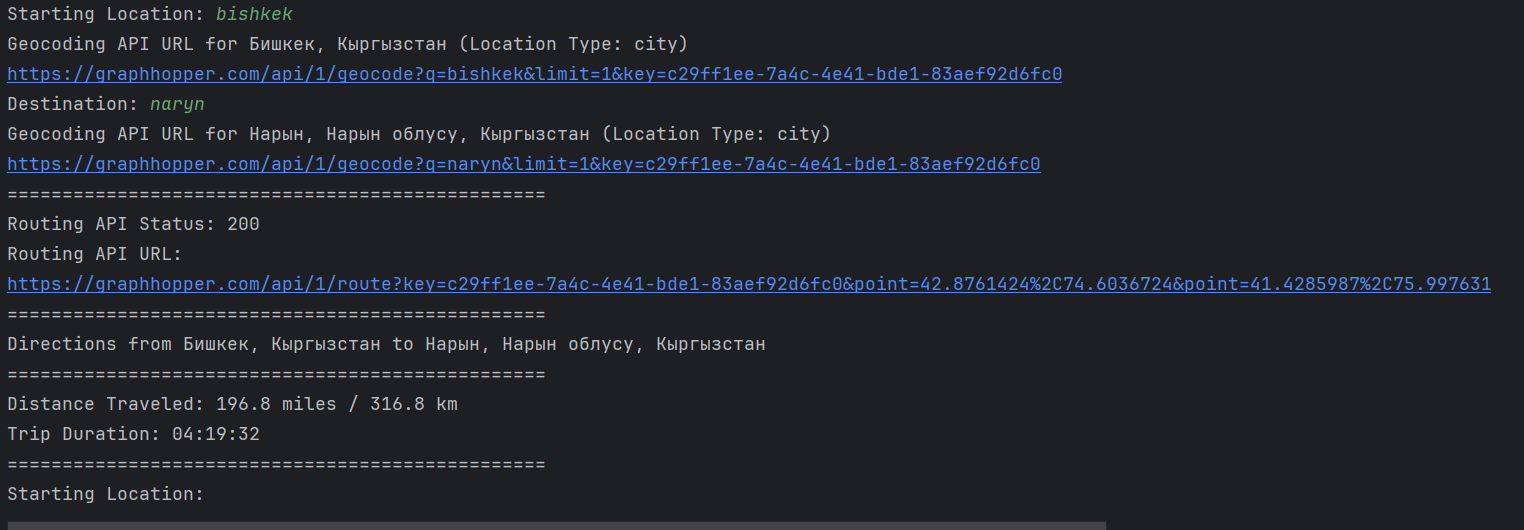 Starting Location: bishkek
Geocoding API URL for Бишкек, Кыргызстан (Location Type: city)
https://graphhopper.com/api/1/geocode?q=bishkek&limit=1&key=c29ff1ee-7a4c-4e41-bde1-83aef92d6fc0
Destination: naryn
Geocoding API URL for Нарын, Нарын облусу, Кыргызстан (Location Type: city)
https://graphhopper.com/api/1/geocode?q=naryn&limit=1&key=c29ff1ee-7a4c-4e41-bde1-83aef92d6fc0
=================================================
Routing API Status: 200
Routing API URL:
https://graphhopper.com/api/1/route?key=c29ff1ee-7a4c-4e41-bde1-83aef92d6fc0&point=42.8761424%2C74.6036724&point=41.4285987%2C75.997631
=================================================
Directions from Бишкек, Кыргызстан to Нарын, Нарын облусу, Кыргызстан
=================================================
Distance Traveled: 196.8 miles / 316.8 km
Trip Duration: 04:19:32
=================================================
Starting Location: